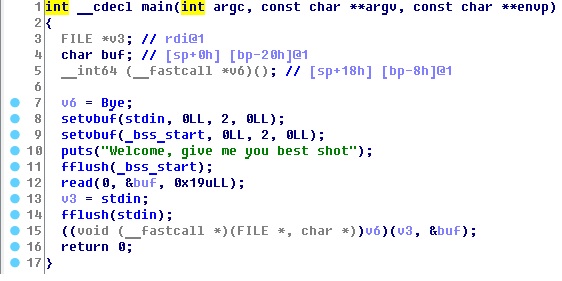 1 int __cdecl main(int argc, const char **argv, const char **envp)
2 {
3 FILE *v3; // rdi@1
4 char buf; // [sp+0h] [bp-20h]@1
5 __int64 (__fastcall *v6)(); // [sp+18h] [bp-8h]@1
6
7 v6 = Bye;
8 setvbuf(stdin, 0LL, 2, 0LL);
9 setvbuf(_bss_start, 0LL, 2, 0LL);
10 puts("Welcome, give me you best shot");
11 fflush(_bss_start);
12 read(0, &buf, 0x19uLL);
13 v3 = stdin;
14 fflush(stdin);
15 ((void (__fastcall *)(FILE *, char *))v6)(v3, &buf);
16 return 0;
17 }